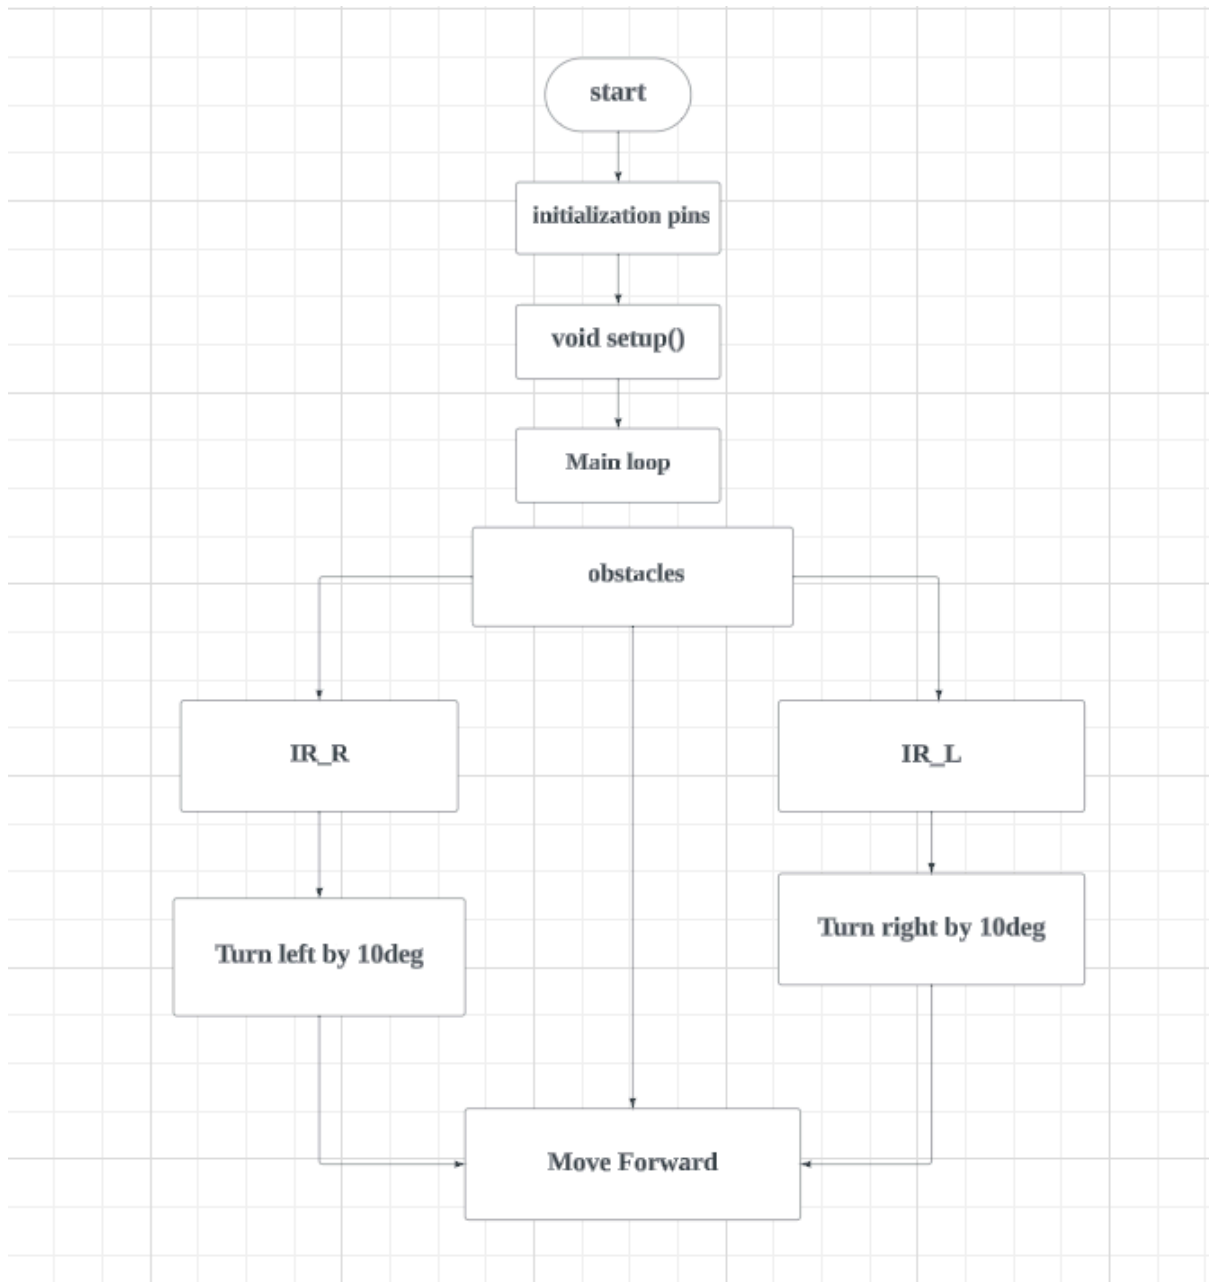 start
initialization pins
void setup()
Main loop
obstacles
IR_R
IR_L
Turn left by 10deg
Turn right by 10deg
Move Forward